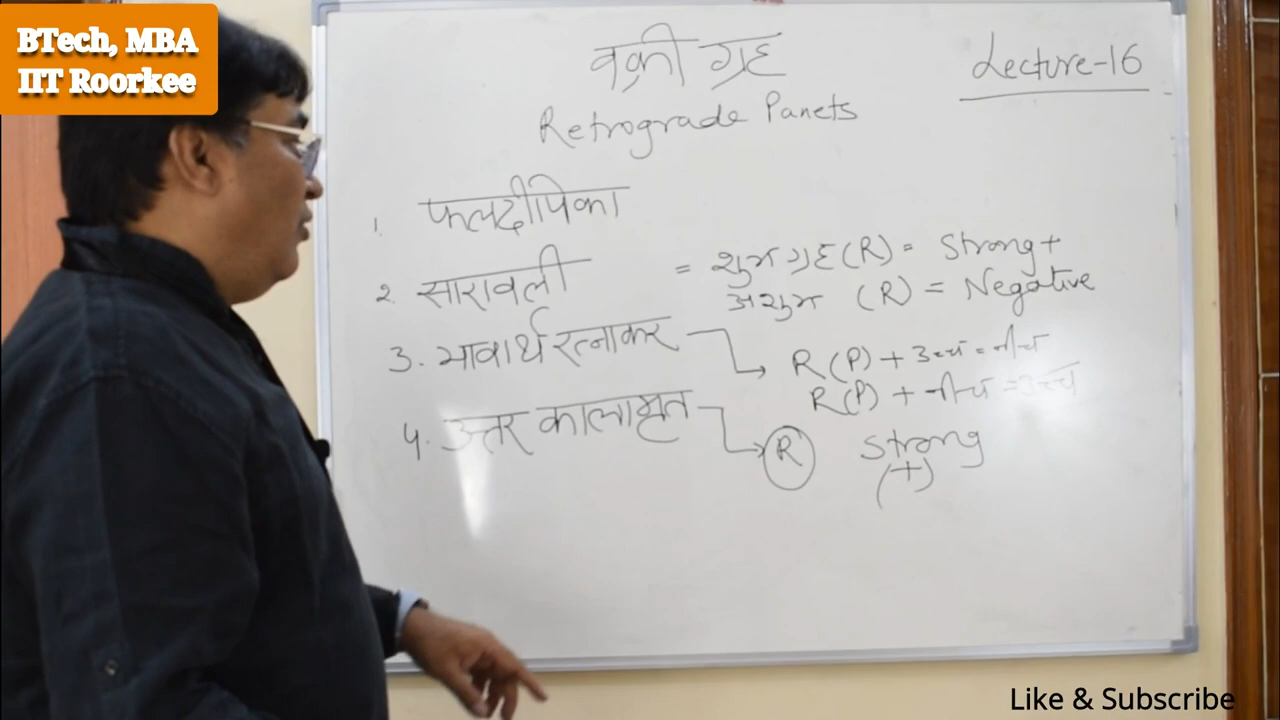 BTech, MBA
IIT Roorkee
वक्री ग्रह
Lecture-16
Retrograde Panets
1. फलदीपिका
2. सारावली = शुभ ग्रह (R) = Strong +
अशुभ (R) = Negative
3. भावार्थ रत्नाकर → R(P) + उच्च = नीच
R(P) + नीच = उच्च
4. उत्तर कालामृत → R Strong
(+)
Like & Subscribe